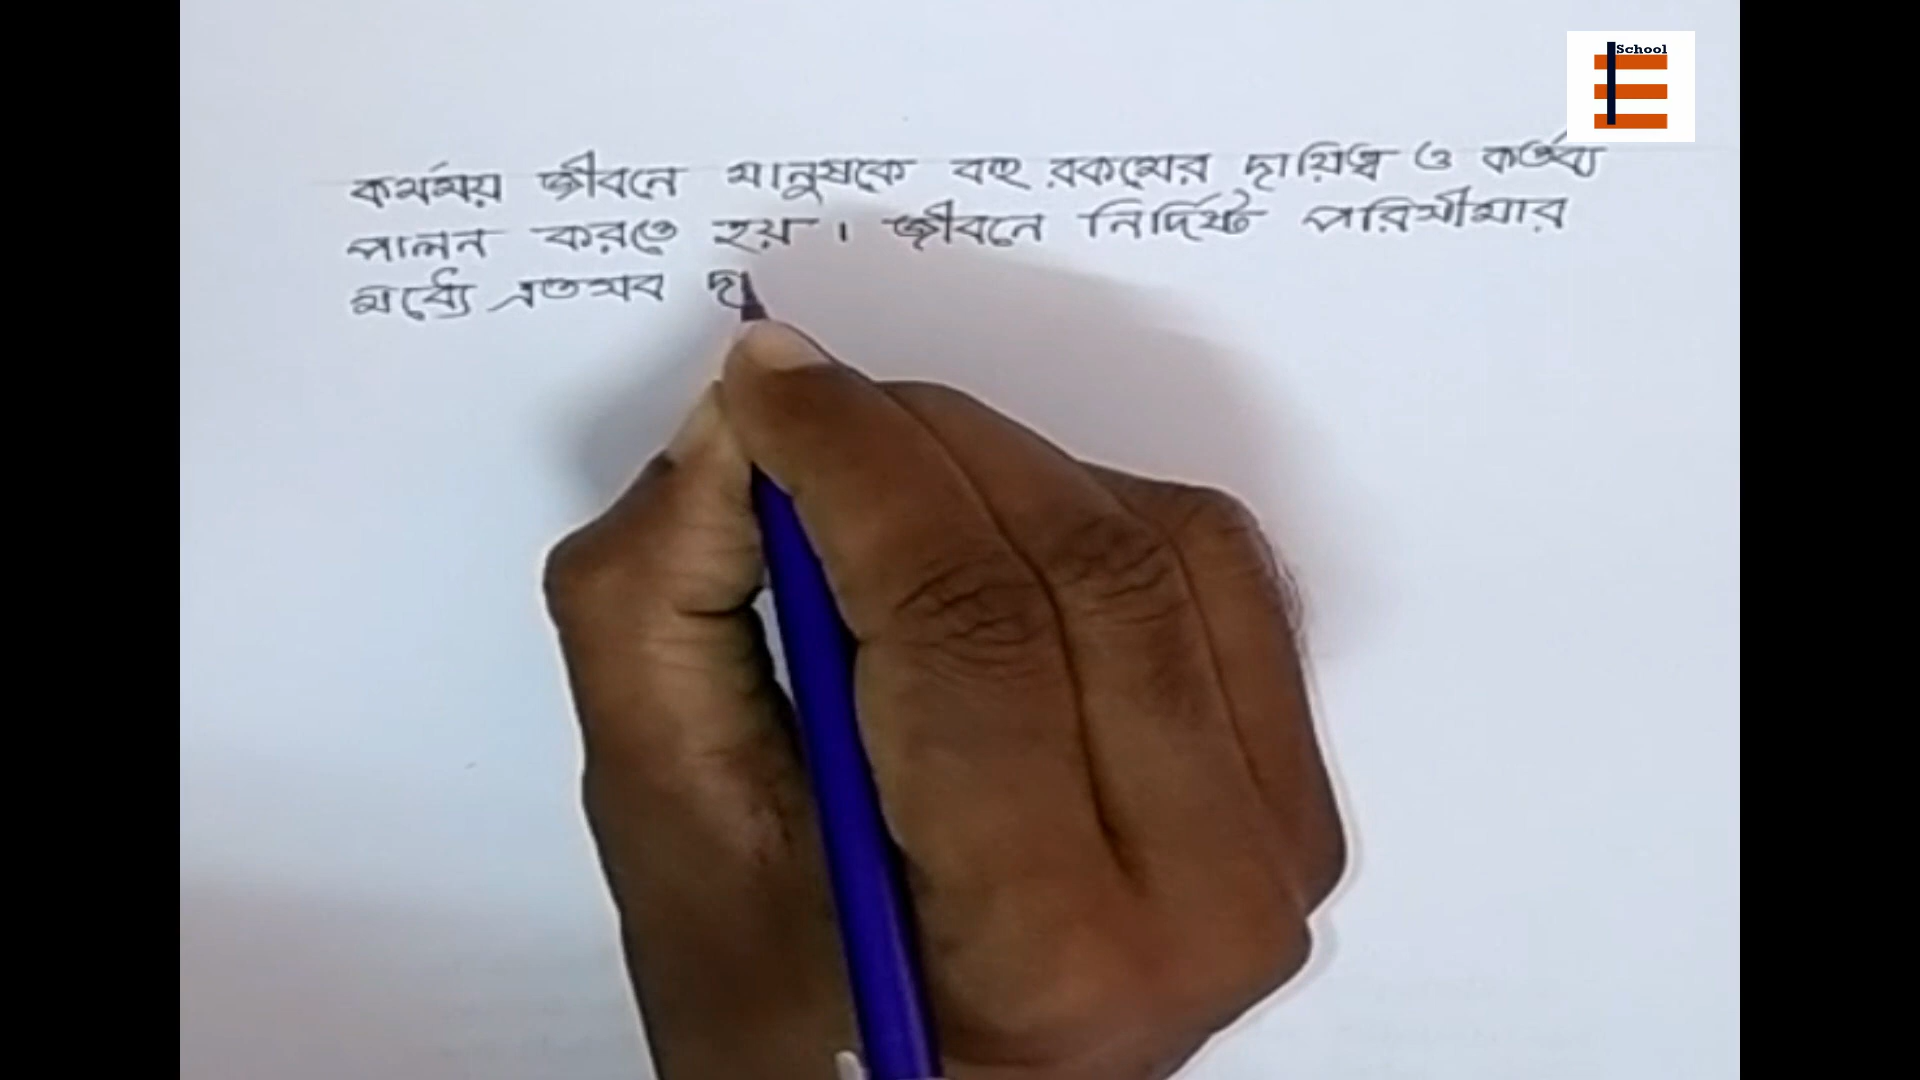 School
কর্মময় জীবনে মানুষকে বহু রকমের দায়িত্ব ও কর্তব্য
পালন করতে হয়। জীবনে নির্দিষ্ট পরিসীমার
মধ্যে এতসব দা